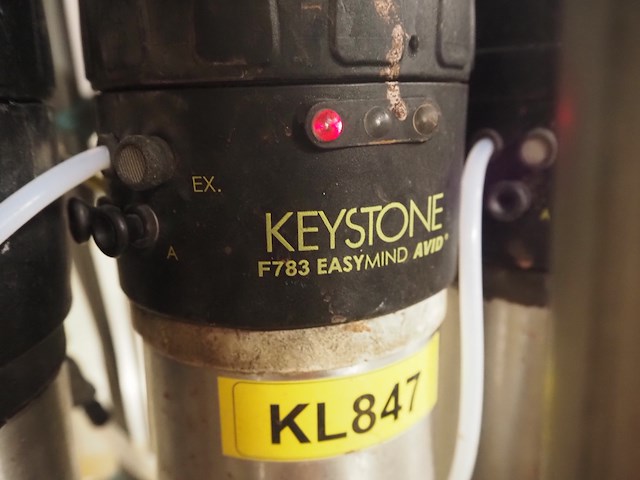 EX.
A
KEYSTONE
F783 EASYMIND AVID®
KL847